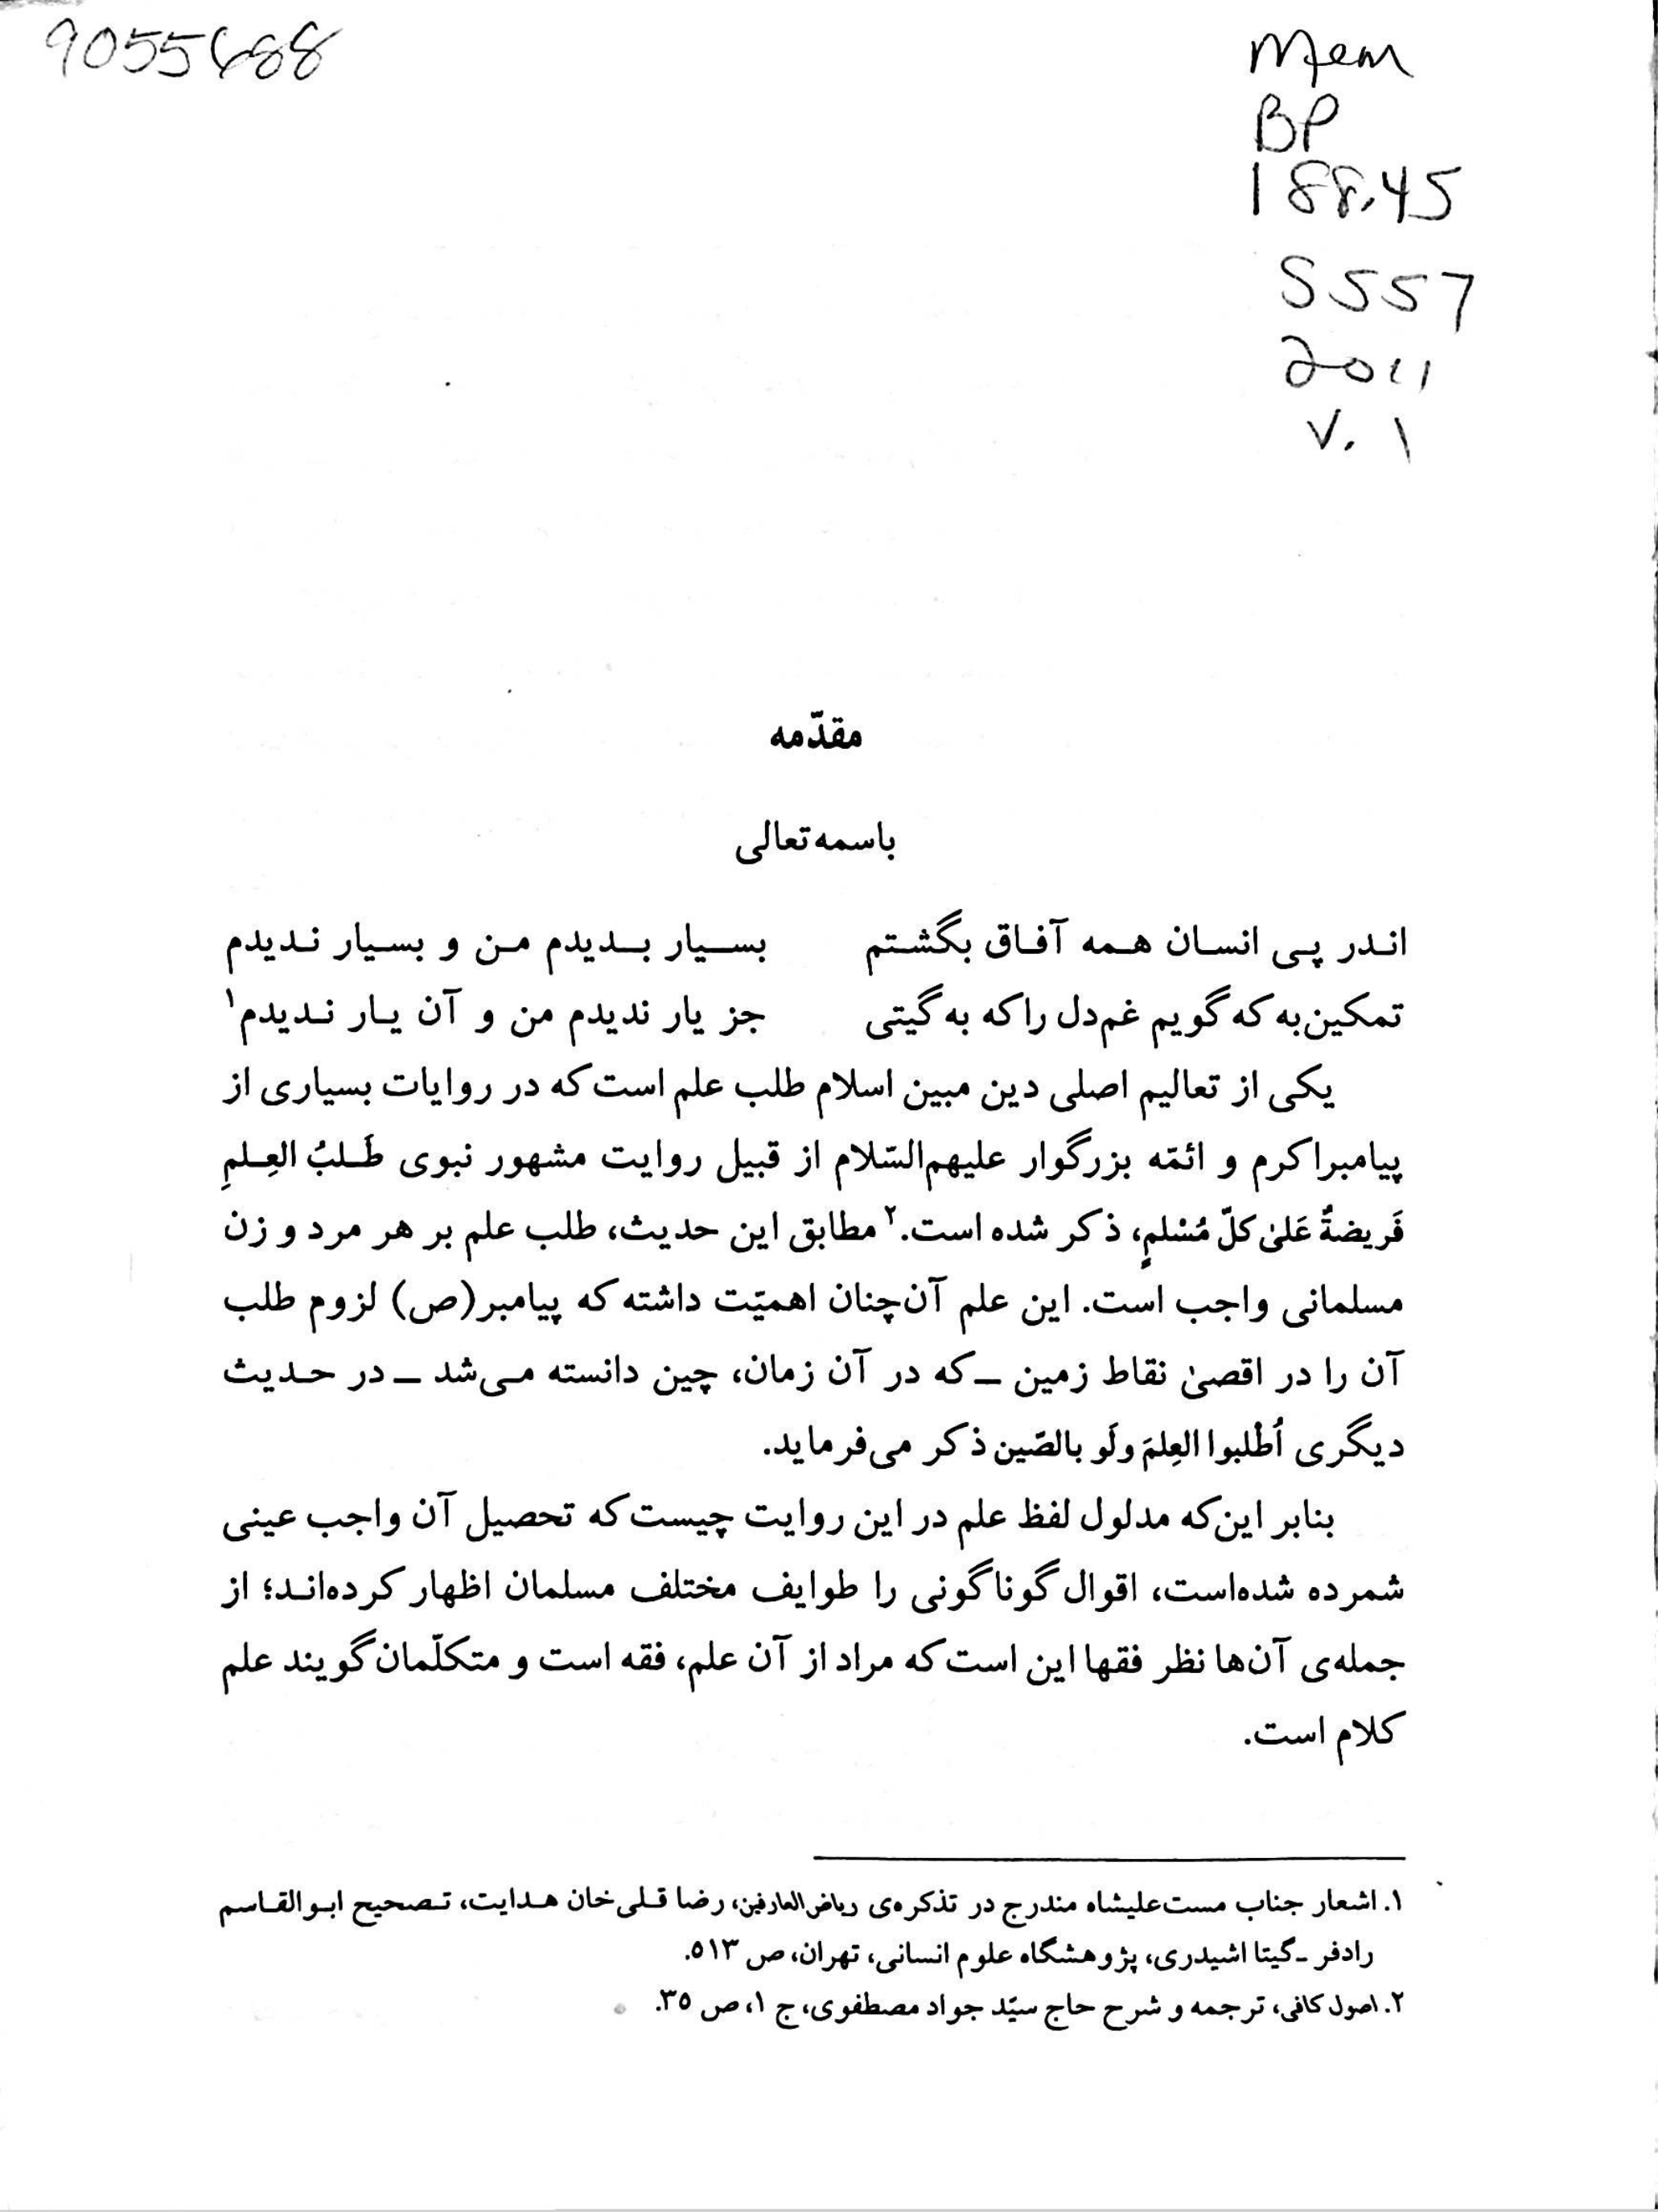 9055688
Mem
BP
188.45
S557
2011
V. 1
مقدّمه
باسمه تعالی
اندر پی انسان همه آفاق بگشتم بسیار بدیدم من و بسیار ندیدم
تمکین به که گویم غم دل را که به گیتی جز یار ندیدم من و آن یار ندیدم۱
یکی از تعالیم اصلی دین مبین اسلام طلب علم است که در روایات بسیاری از
پیامبر اکرم و ائمّه بزرگوار علیهم‌السّلام از قبیل روایت مشهور نبوی طَلبُ العِلمِ
فَریضةٌ عَلیٰ کلّ مُسْلمٍ، ذکر شده است.۲ مطابق این حدیث، طلب علم بر هر مرد و زن
مسلمانی واجب است. این علم آن‌چنان اهمیّت داشته که پیامبر(ص) لزوم طلب
آن را در اقصیٰ نقاط زمین ـ که در آن زمان، چین دانسته می‌شد ـ در حدیث
دیگری اُطْلبوا العِلمَ ولَو بالصّین ذکر می‌فرماید.
بنابر این‌که مدلول لفظ علم در این روایت چیست که تحصیل آن واجب عینی
شمرده شده‌است، اقوال گوناگونی را طوایف مختلف مسلمان اظهار کرده‌اند؛ از
جمله‌ی آن‌ها نظر فقها این است که مراد از آن علم، فقه است و متکلّمان گویند علم
کلام است.
۱. اشعار جناب مست علیشاه مندرج در تذکره‌ی ریاض العارفین، رضا قلی خان هدایت، تصحیح ابوالقاسم
رادفر ـ گیتا اشیدری، پژوهشگاه علوم انسانی، تهران، ص ۵۱۳.
۲. اصول کافی، ترجمه و شرح حاج سیّد جواد مصطفوی، ج ۱، ص ۳۵.